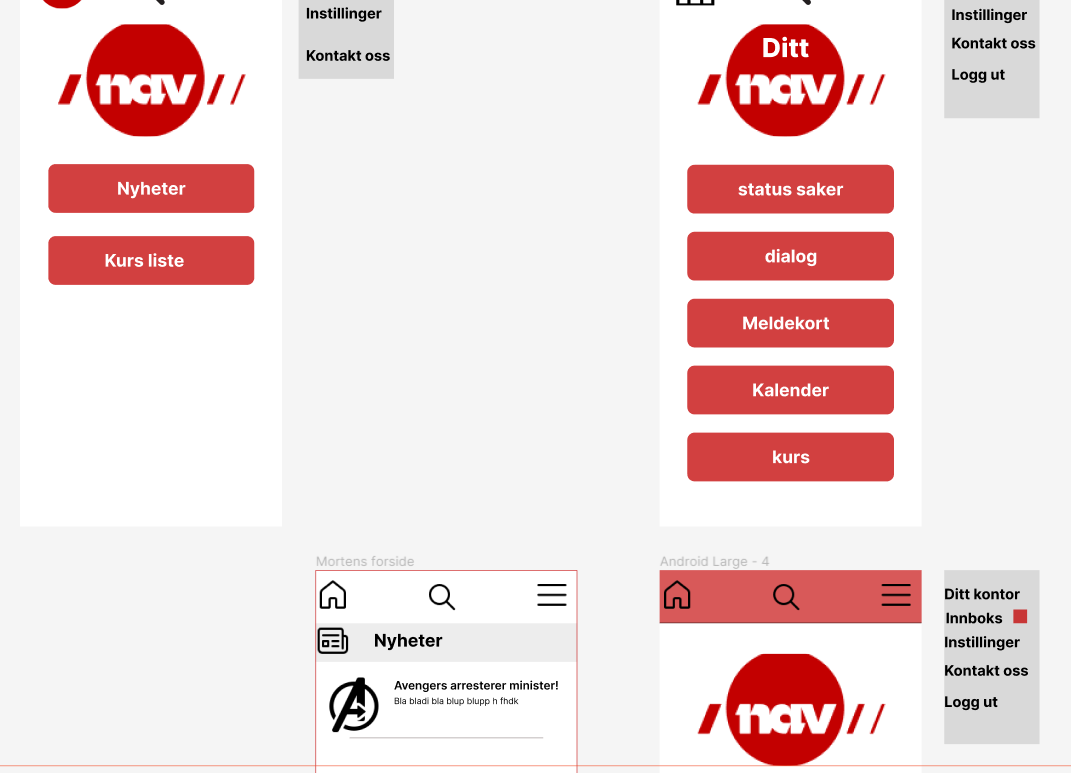 Instillinger
Kontakt oss
nav
Nyheter
Kurs liste
Ditt
nav
status saker
dialog
Meldekort
Kalender
kurs
Instillinger
Kontakt oss
Logg ut
Mortens forside
Nyheter
Avengers arresterer minister!
Bla bladi bla blup blupp h fhdk
Android Large - 4
nav
Ditt kontor
Innboks
Instillinger
Kontakt oss
Logg ut